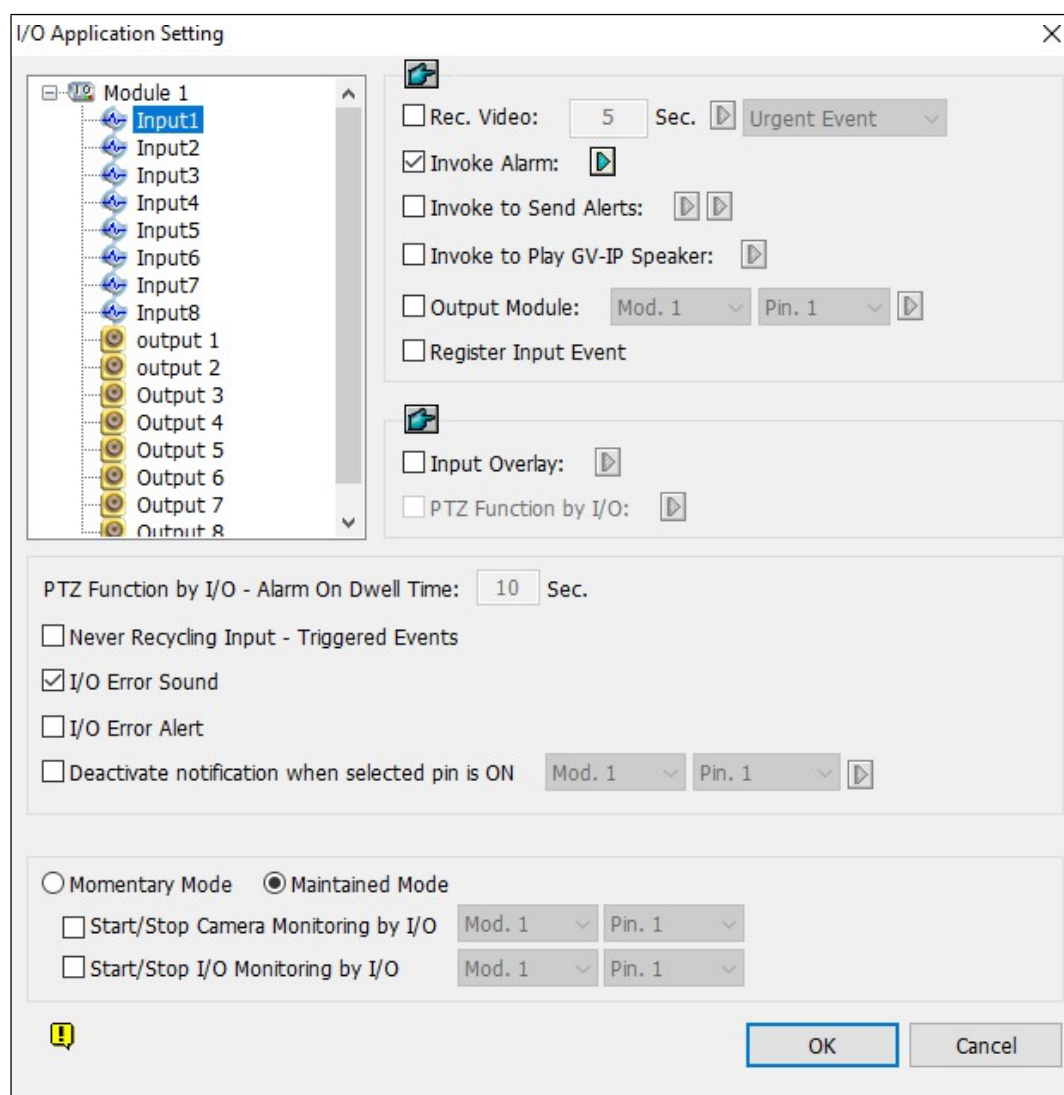 I/O Application Setting
Module 1
Input1
Input2
Input3
Input4
Input5
Input6
Input7
Input8
output 1
output 2
Output 3
Output 4
Output 5
Output 6
Output 7
Output 8
Rec. Video: 5 Sec. Urgent Event
Invoke Alarm:
Invoke to Send Alerts:
Invoke to Play GV-IP Speaker:
Output Module: Mod. 1 Pin. 1
Register Input Event
Input Overlay:
PTZ Function by I/O:
PTZ Function by I/O - Alarm On Dwell Time: 10 Sec.
Never Recycling Input - Triggered Events
I/O Error Sound
I/O Error Alert
Deactivate notification when selected pin is ON Mod. 1 Pin. 1
Momentary Mode Maintained Mode
Start/Stop Camera Monitoring by I/O Mod. 1 Pin. 1
Start/Stop I/O Monitoring by I/O Mod. 1 Pin. 1
OK Cancel